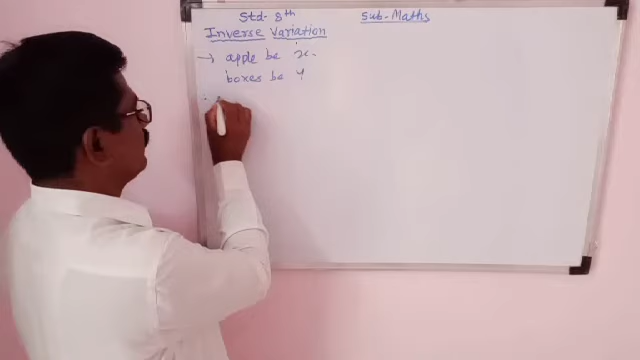 Std- 8th
Sub-Maths
Inverse Variation
→ apple be x.
boxes be y